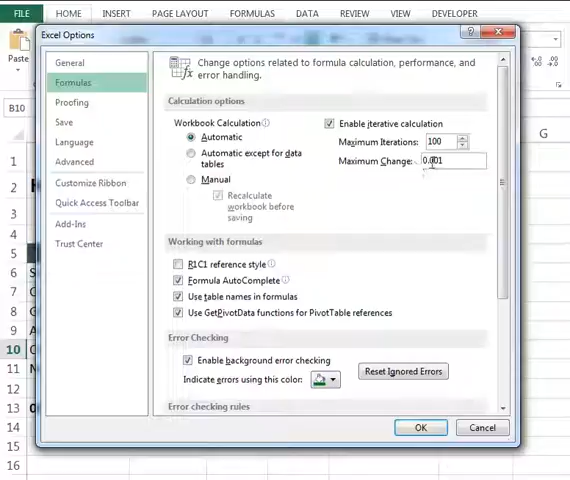 FILE HOME INSERT PAGE LAYOUT FORMULAS DATA REVIEW VIEW DEVELOPER
Excel Options
Paste
General
Formulas
Proofing
Save
Language
Advanced
Customize Ribbon
Quick Access Toolbar
Add-Ins
Trust Center
Change options related to formula calculation, performance, and
error handling.
Calculation options
Workbook Calculation
Automatic
Automatic except for data
tables
Manual
Recalculate
workbook before
saving
Enable iterative calculation
Maximum Iterations: 100
Maximum Change: 0.001
Working with formulas
R1C1 reference style
Formula AutoComplete
Use table names in formulas
Use GetPivotData functions for PivotTable references
Error Checking
Enable background error checking
Indicate errors using this color:
Reset Ignored Errors
Error checking rules
OK Cancel
B10
G
1
2
3
4
5
6
7
8
9
10
11
12
13
14
15
16